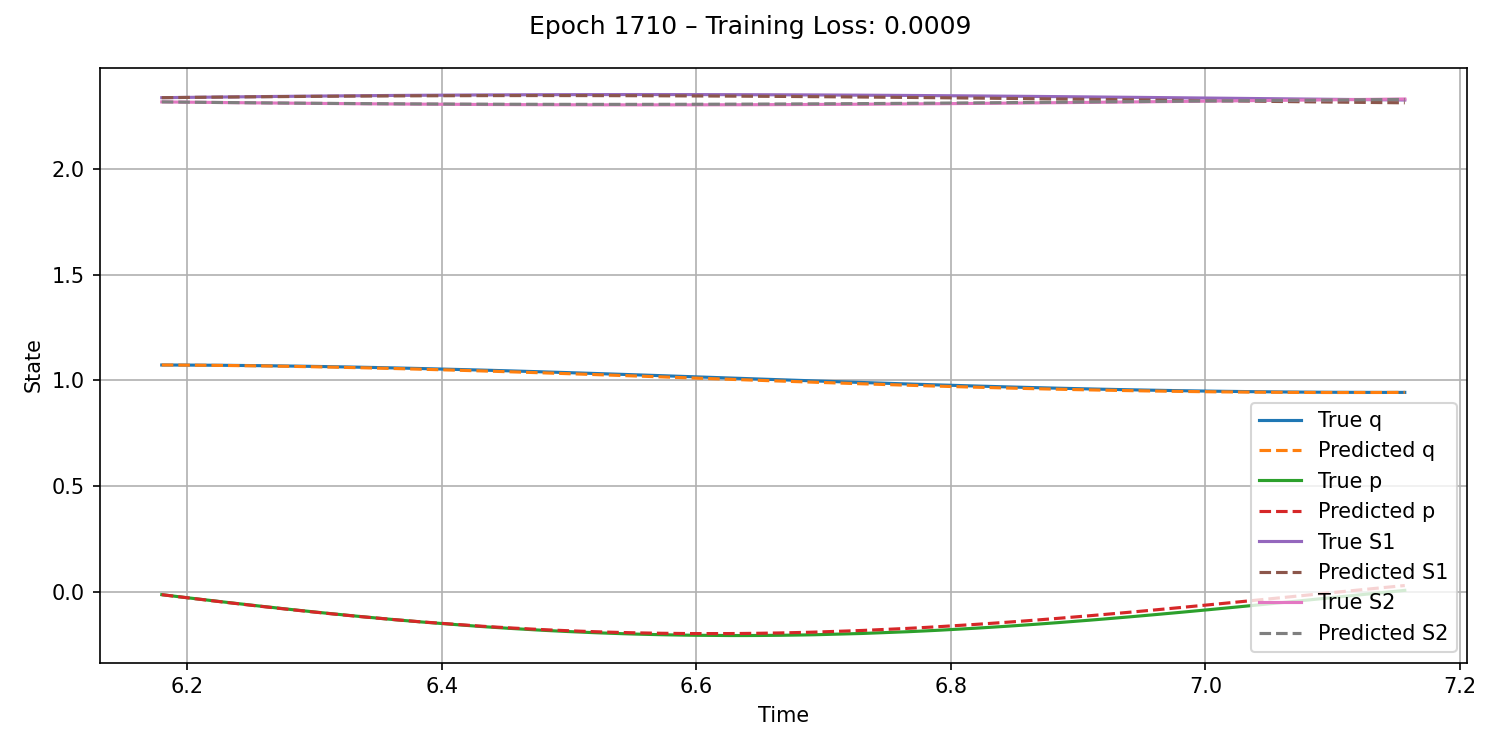 Epoch 1710 – Training Loss: 0.0009
State
2.0
1.5
1.0
0.5
0.0
True q
Predicted q
True p
Predicted p
True S1
Predicted S1
True S2
Predicted S2
6.2 6.4 6.6 6.8 7.0 7.2
Time